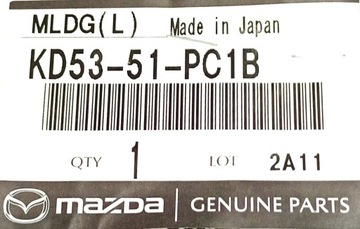 MLDG(L) Made in Japan
KD53-51-PC1B
QTY 1 LOT 2A11
mazda GENUINE PARTS